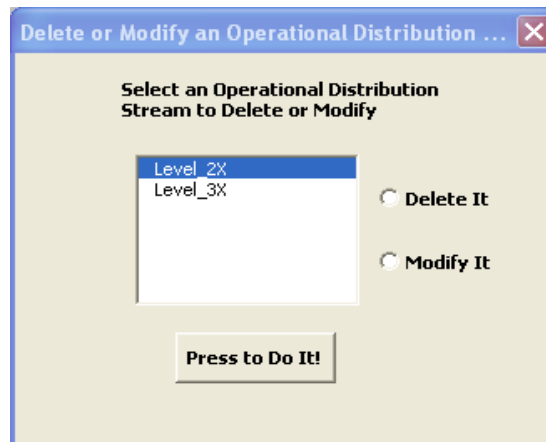 Delete or Modify an Operational Distribution ...
Select an Operational Distribution
Stream to Delete or Modify
Level_2X
Level_3X
Delete It
Modify It
Press to Do It!